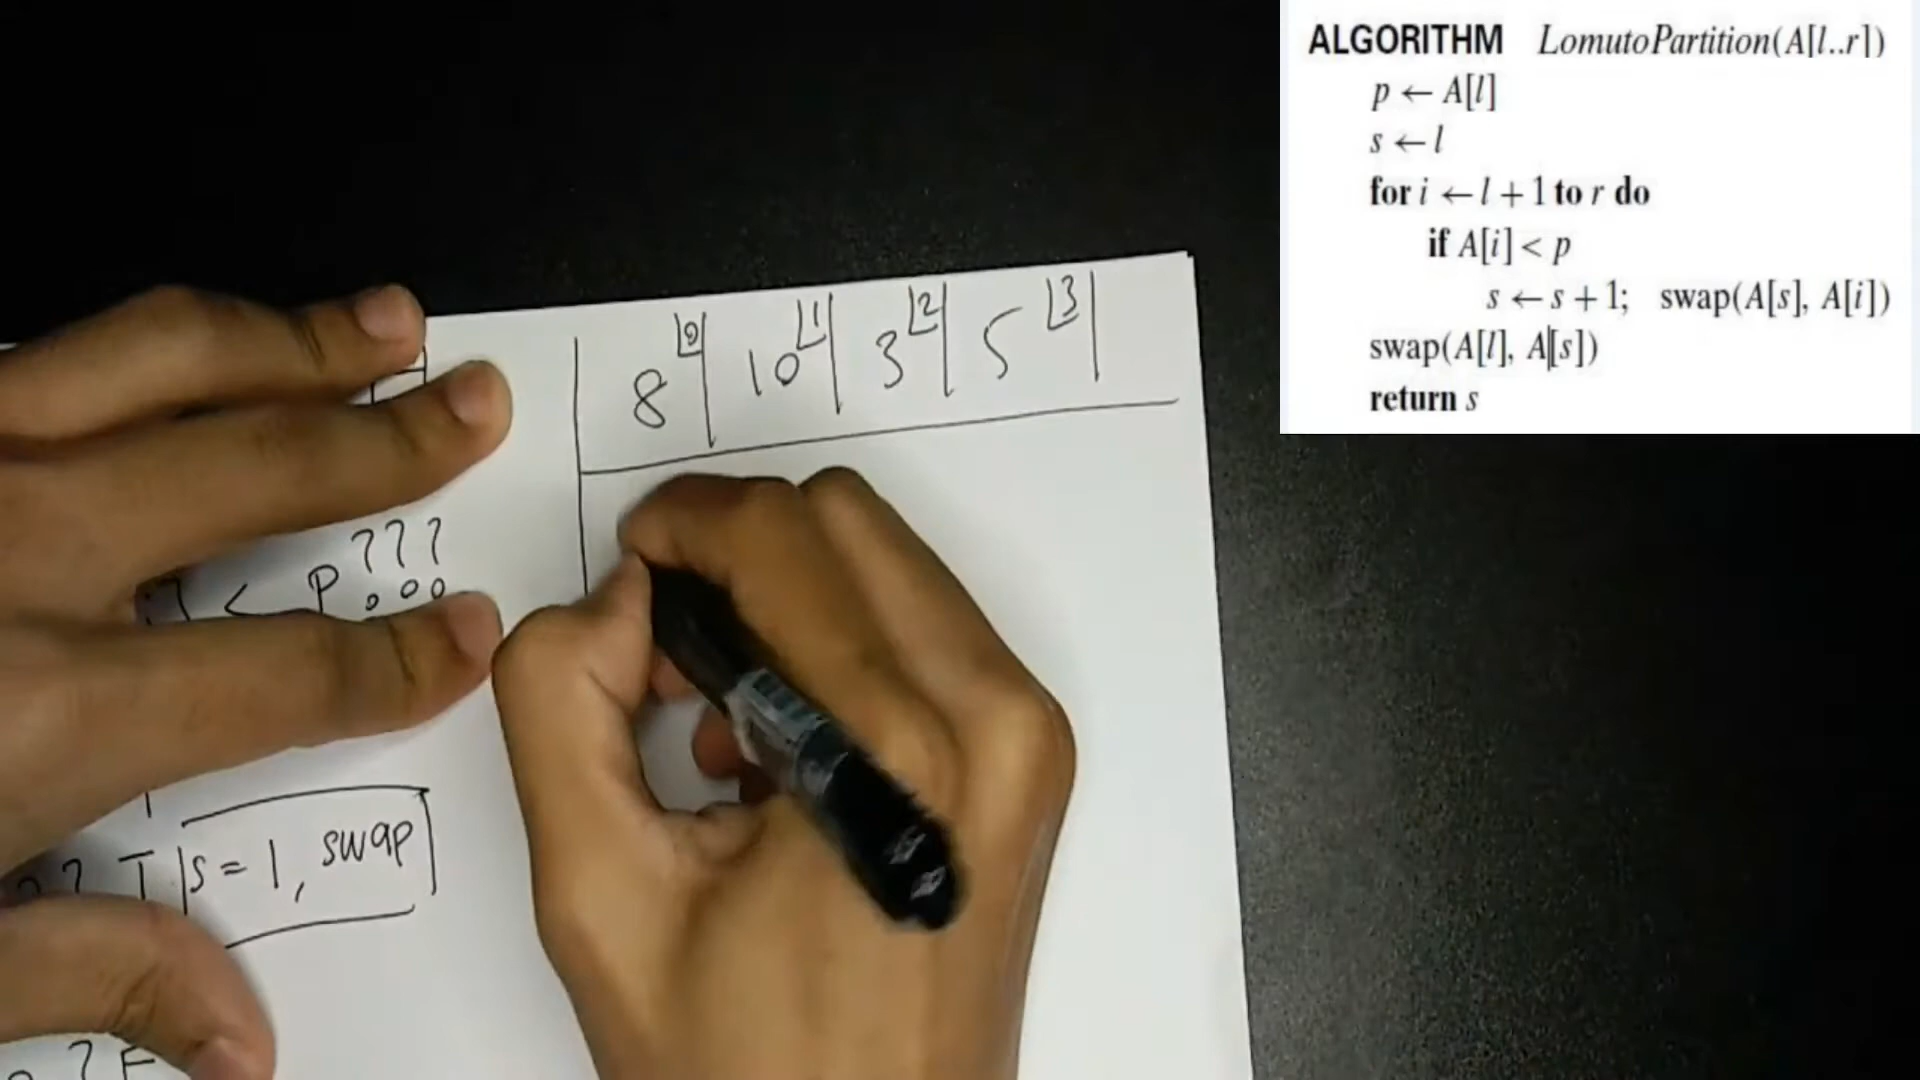 ALGORITHM LomutoPartition(A[l..r])
p ← A[l]
s ← l
for i ← l + 1 to r do
if A[i] < p
s ← s + 1; swap(A[s], A[i])
swap(A[l], A[s])
return s
8 0 10 1 3 2 5 3
] < P ???
? T s = 1, swap
? F